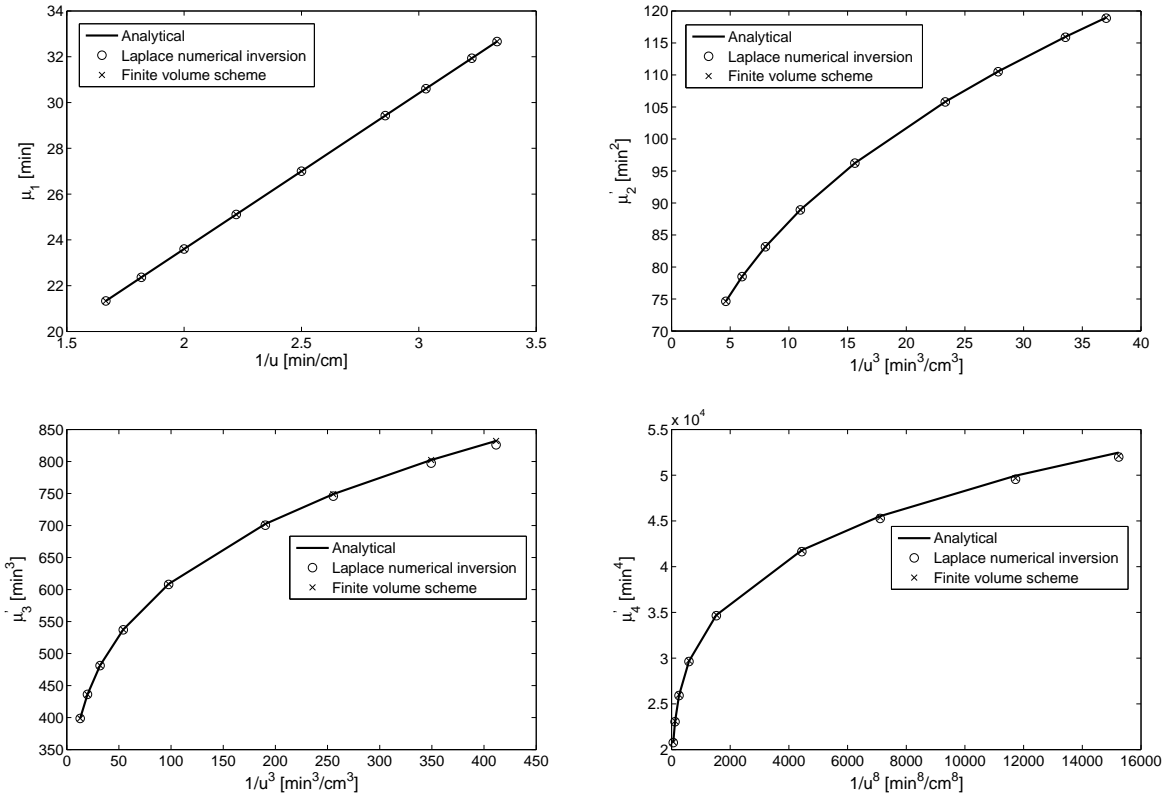 34
32
30
28
26
24
22
20
μ₁ [min]
Analytical
Laplace numerical inversion
Finite volume scheme
1.5 2 2.5 3 3.5
1/u [min/cm]
120
115
110
105
100
95
90
85
80
75
70
μ₂' [min²]
Analytical
Laplace numerical inversion
Finite volume scheme
0 5 10 15 20 25 30 35 40
1/u³ [min³/cm³]
850
800
750
700
650
600
550
500
450
400
350
μ₃' [min³]
Analytical
Laplace numerical inversion
Finite volume scheme
0 50 100 150 200 250 300 350 400 450
1/u³ [min³/cm³]
x 10⁴
5.5
5
4.5
4
3.5
3
2.5
2
μ₄' [min⁴]
Analytical
Laplace numerical inversion
Finite volume scheme
0 2000 4000 6000 8000 10000 12000 14000 16000
1/u⁸ [min⁸/cm⁸]